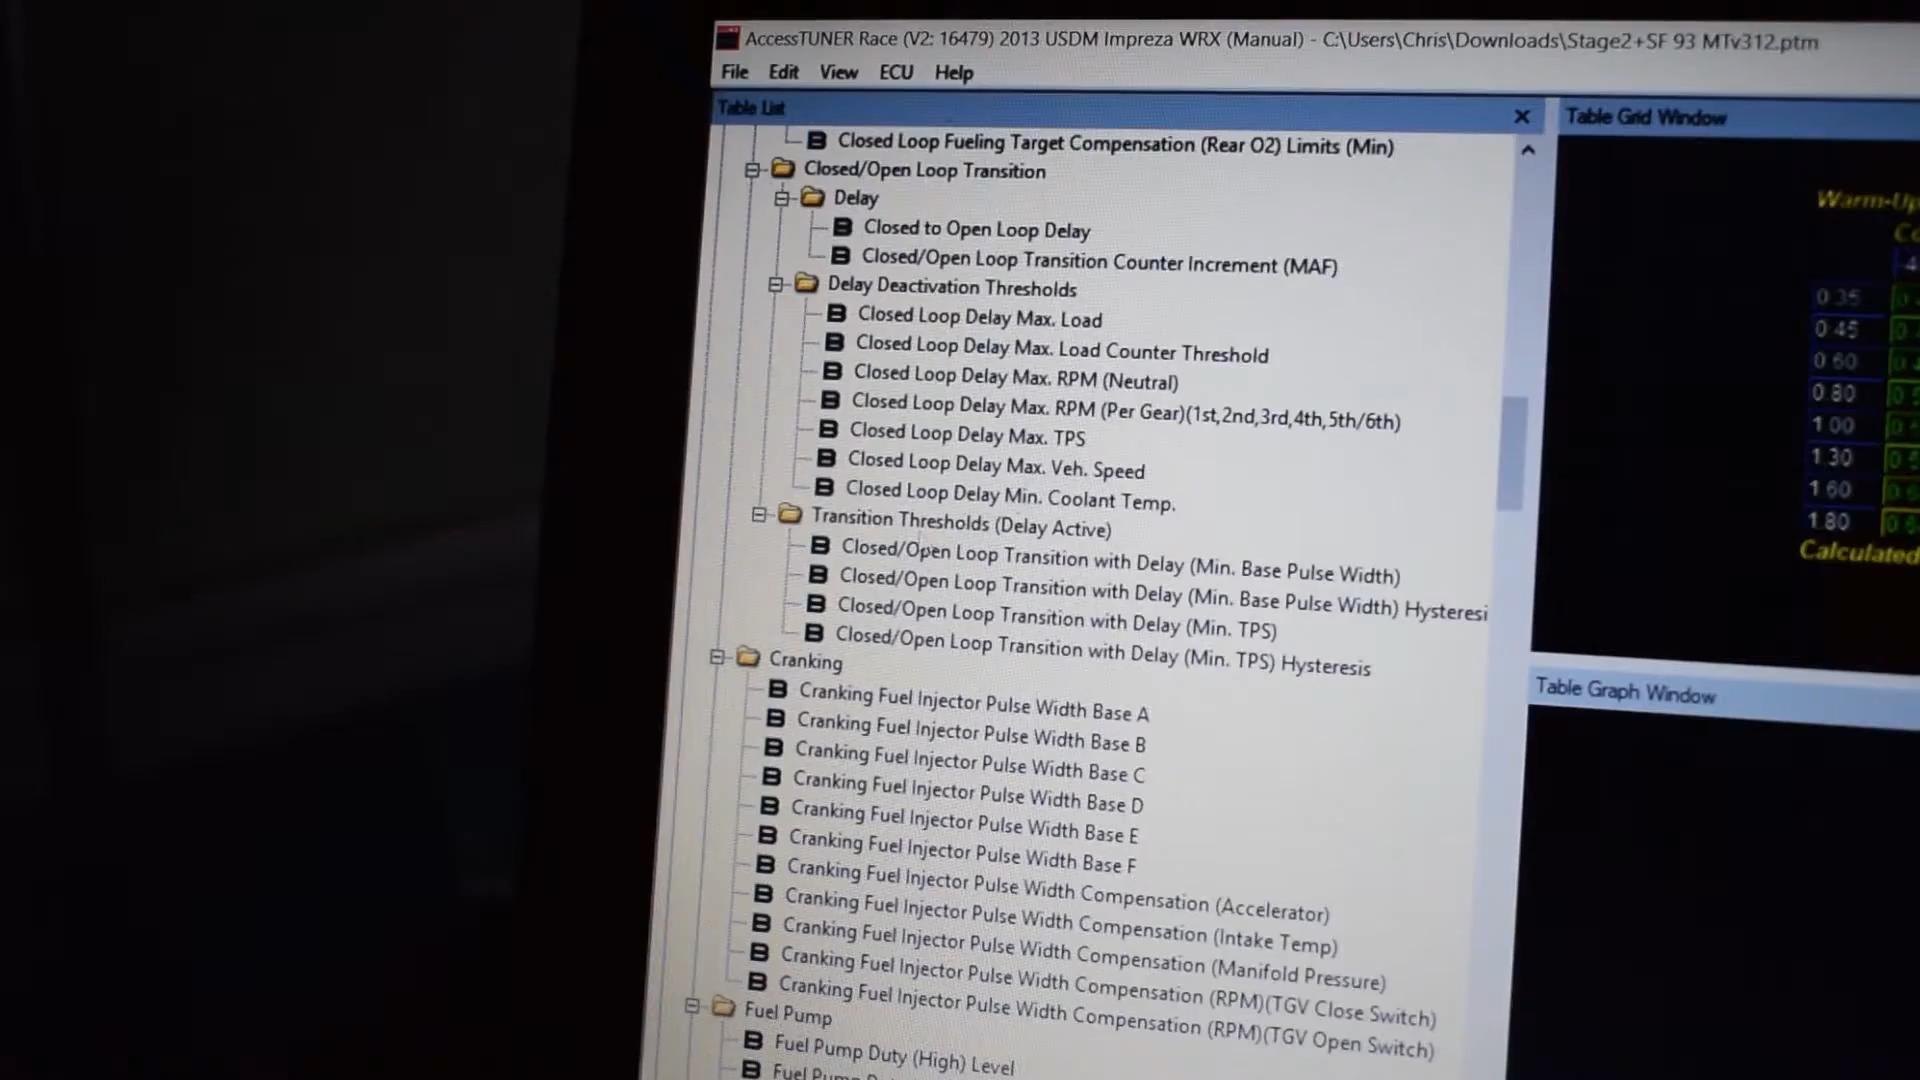 AccessTUNER Race (V2: 16479) 2013 USDM Impreza WRX (Manual) - C:\Users\Chris\Downloads\Stage2+SF 93 MTv312.ptm
File Edit View ECU Help
Table List
Closed Loop Fueling Target Compensation (Rear O2) Limits (Min)
Closed/Open Loop Transition
Delay
Closed to Open Loop Delay
Closed/Open Loop Transition Counter Increment (MAF)
Delay Deactivation Thresholds
Closed Loop Delay Max. Load
Closed Loop Delay Max. Load Counter Threshold
Closed Loop Delay Max. RPM (Neutral)
Closed Loop Delay Max. RPM (Per Gear)(1st,2nd,3rd,4th,5th/6th)
Closed Loop Delay Max. TPS
Closed Loop Delay Max. Veh. Speed
Closed Loop Delay Min. Coolant Temp.
Transition Thresholds (Delay Active)
Closed/Open Loop Transition with Delay (Min. Base Pulse Width)
Closed/Open Loop Transition with Delay (Min. Base Pulse Width) Hysteresi
Closed/Open Loop Transition with Delay (Min. TPS)
Closed/Open Loop Transition with Delay (Min. TPS) Hysteresis
Cranking
Cranking Fuel Injector Pulse Width Base A
Cranking Fuel Injector Pulse Width Base B
Cranking Fuel Injector Pulse Width Base C
Cranking Fuel Injector Pulse Width Base D
Cranking Fuel Injector Pulse Width Base E
Cranking Fuel Injector Pulse Width Base F
Cranking Fuel Injector Pulse Width Compensation (Accelerator)
Cranking Fuel Injector Pulse Width Compensation (Intake Temp)
Cranking Fuel Injector Pulse Width Compensation (Manifold Pressure)
Cranking Fuel Injector Pulse Width Compensation (RPM)(TGV Close Switch)
Cranking Fuel Injector Pulse Width Compensation (RPM)(TGV Open Switch)
Fuel Pump
Fuel Pump Duty (High) Level
Table Grid Window
Warm-Up
0.35
0.45
0.60
0.80
1.00
1.30
1.60
1.80
Calculated
Table Graph Window